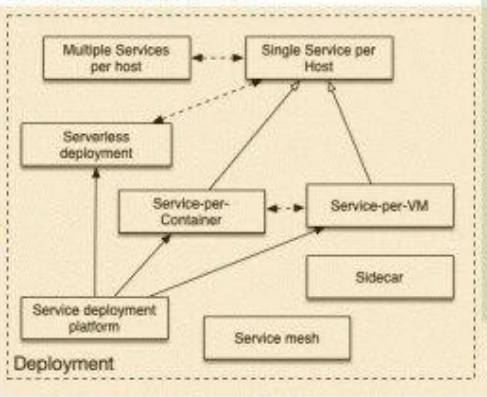 Multiple Services
per host
Single Service per
Host
Serverless
deployment
Service-per-
Container
Service-per-VM
Sidecar
Service deployment
platform
Service mesh
Deployment